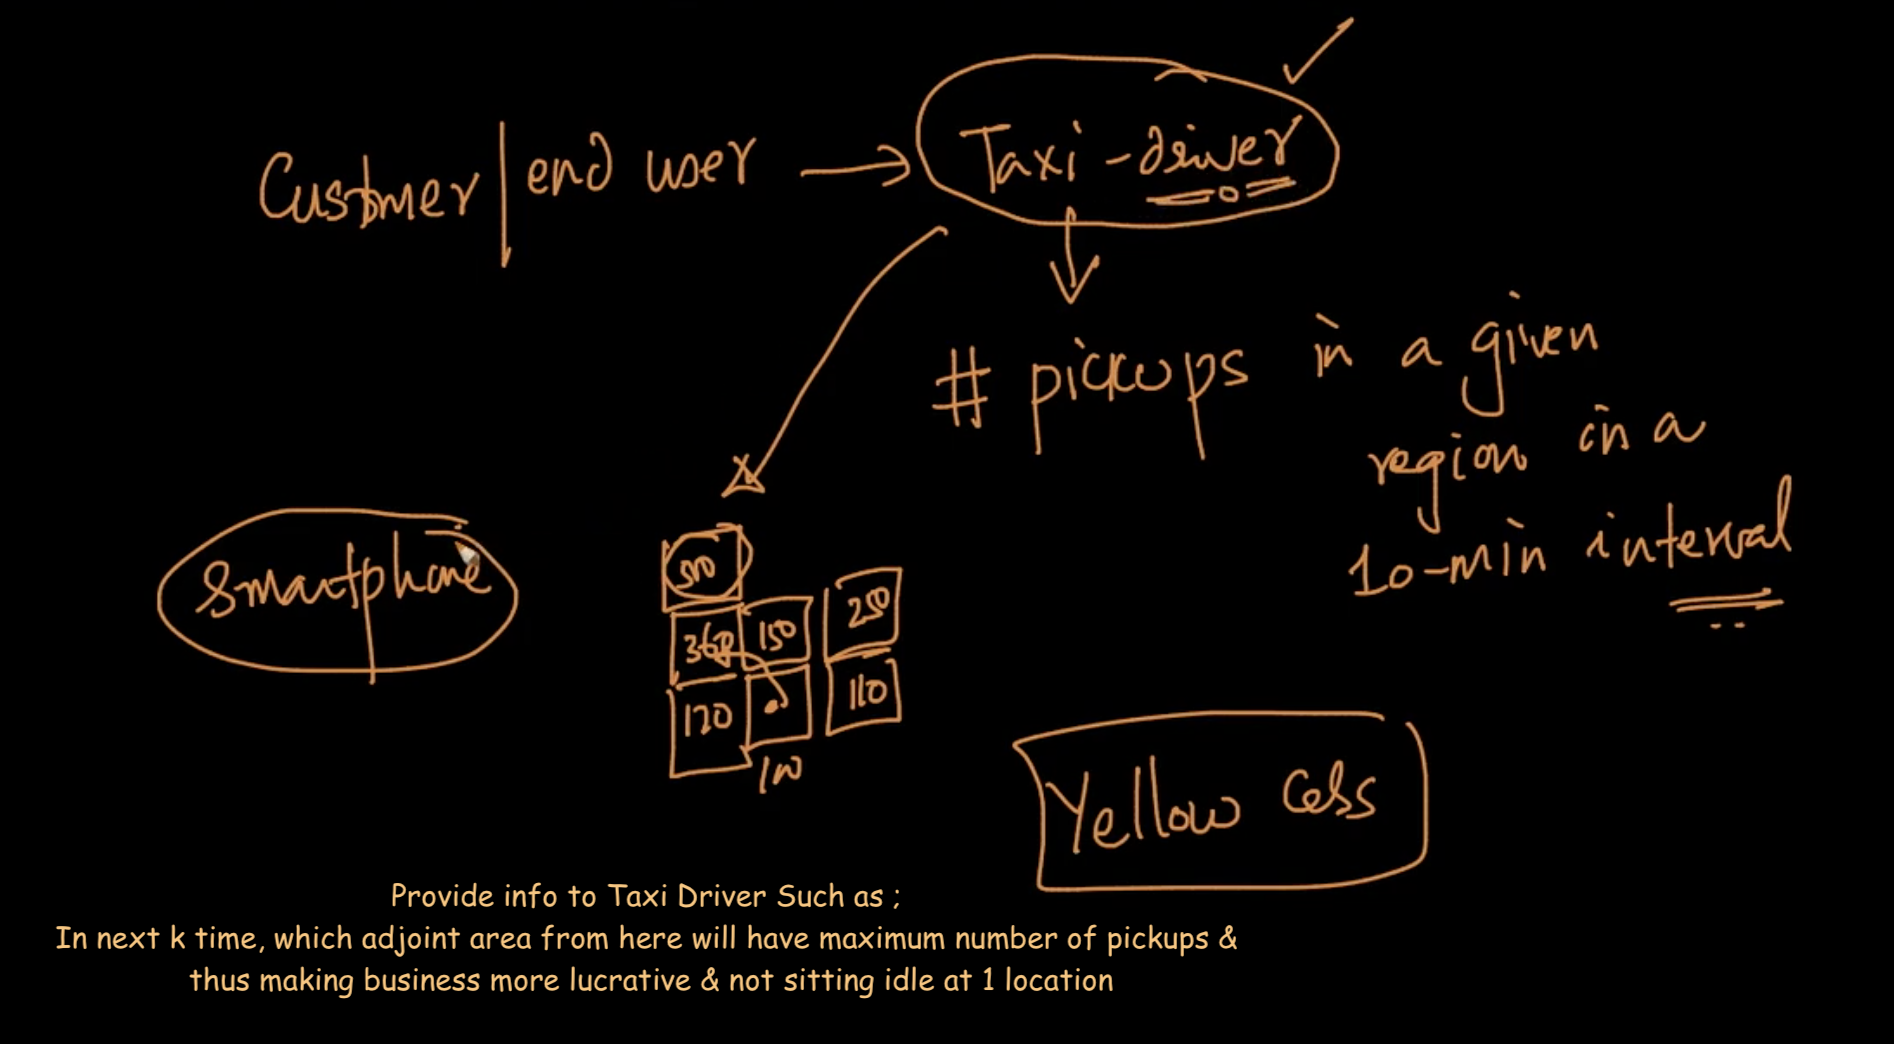 Customer | end user → Taxi-driver
# pickups in a given
region in a
10-min interval
Smartphone
250
150
120
110
100
Yellow Cabs
Provide info to Taxi Driver Such as ;
In next k time, which adjoint area from here will have maximum number of pickups &
thus making business more lucrative & not sitting idle at 1 location